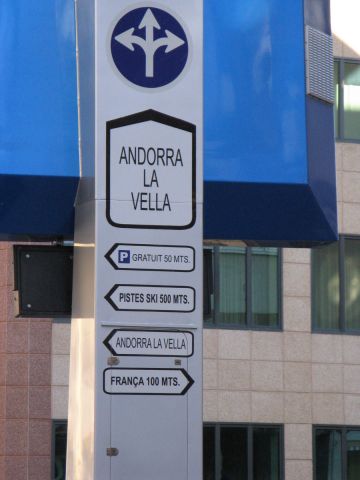 ANDORRA
LA
VELLA
P GRATUIT 50 MTS.
PISTES SKI 500 MTS.
ANDORRA LA VELLA
FRANÇA 100 MTS.